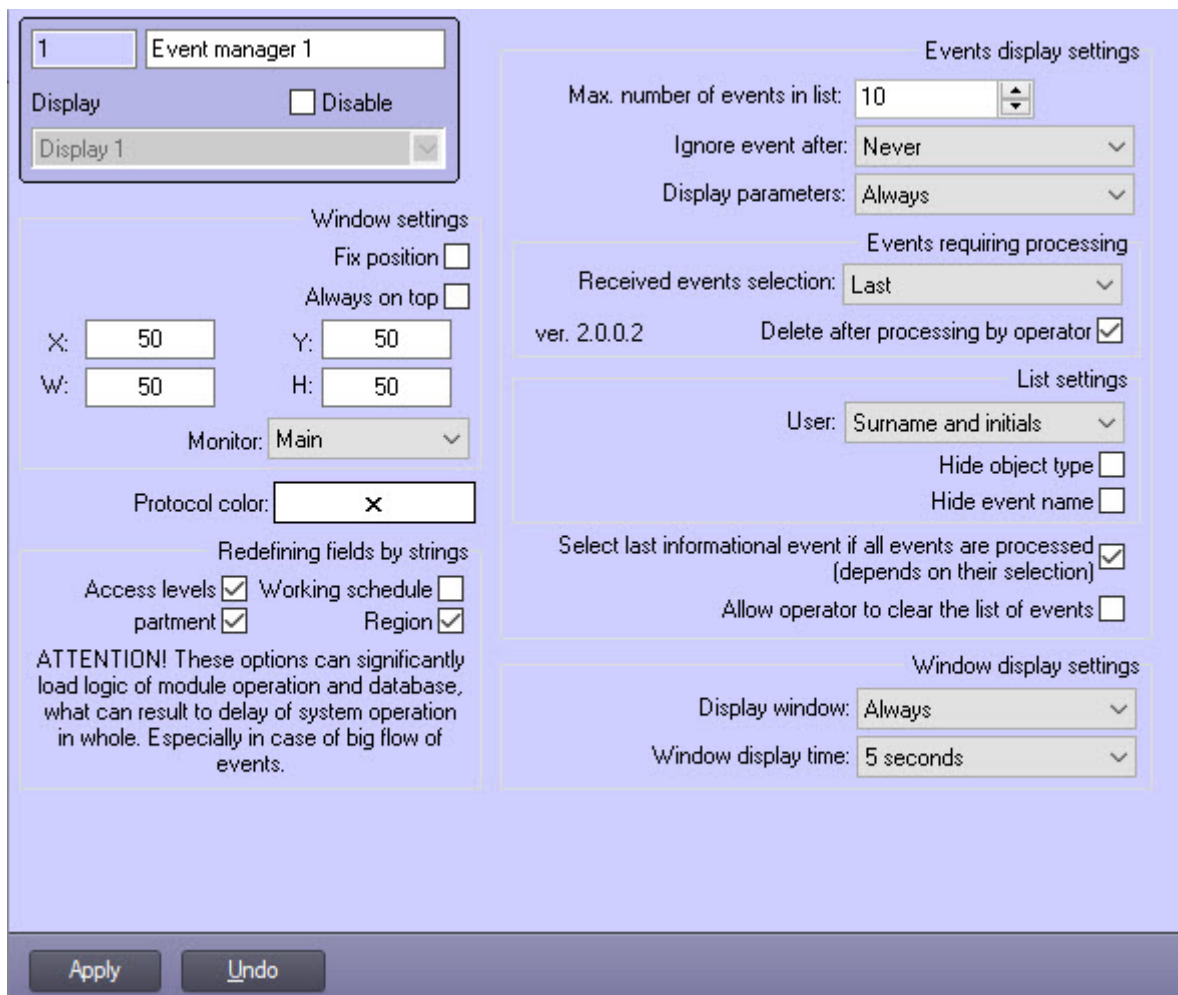 1
Event manager 1
Display
Disable
Display 1
Window settings
Fix position
Always on top
X: 50 Y: 50
W: 50 H: 50
Monitor: Main
Protocol color: x
Redefining fields by strings
Access levels Working schedule
partment Region
ATTENTION! These options can significantly
load logic of module operation and database,
what can result to delay of system operation
in whole. Especially in case of big flow of
events.
Events display settings
Max. number of events in list: 10
Ignore event after: Never
Display parameters: Always
Events requiring processing
Received events selection: Last
ver. 2.0.0.2 Delete after processing by operator
List settings
User: Surname and initials
Hide object type
Hide event name
Select last informational event if all events are processed
(depends on their selection)
Allow operator to clear the list of events
Window display settings
Display window: Always
Window display time: 5 seconds
Apply Undo